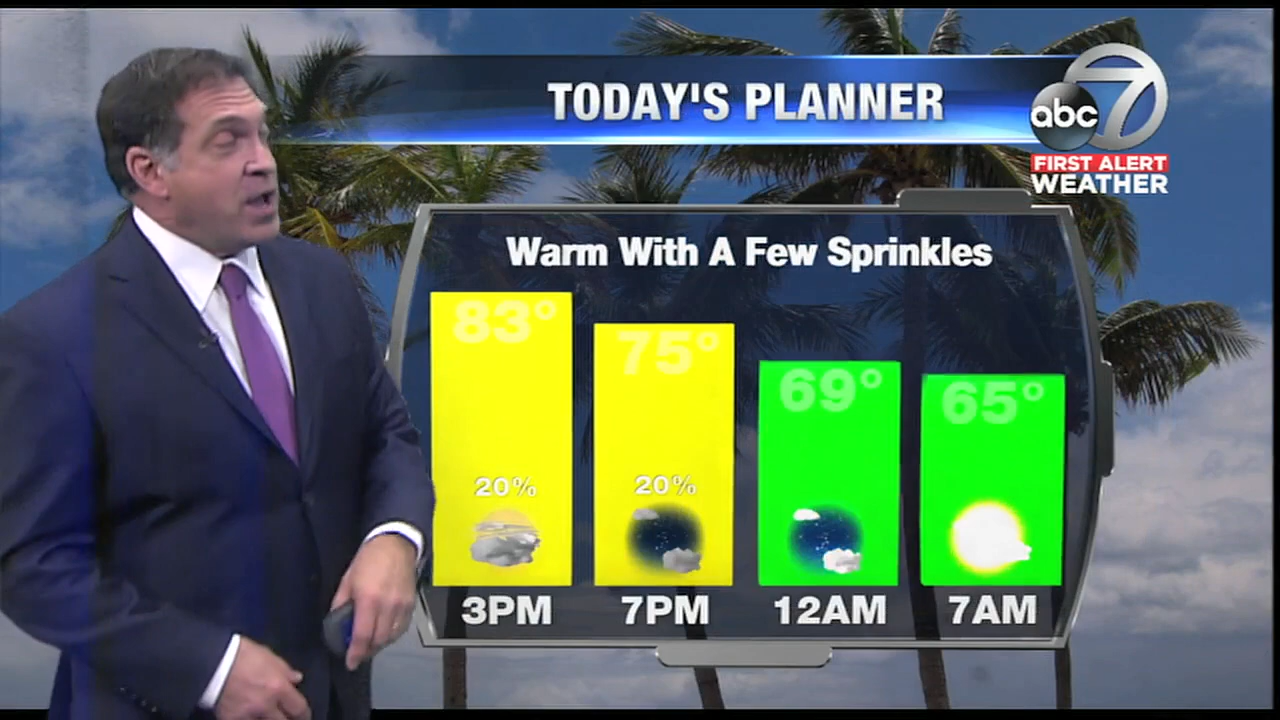 TODAY'S PLANNER
abc 7
FIRST ALERT
WEATHER
Warm With A Few Sprinkles
83° 75° 69° 65°
20% 20%
3PM 7PM 12AM 7AM